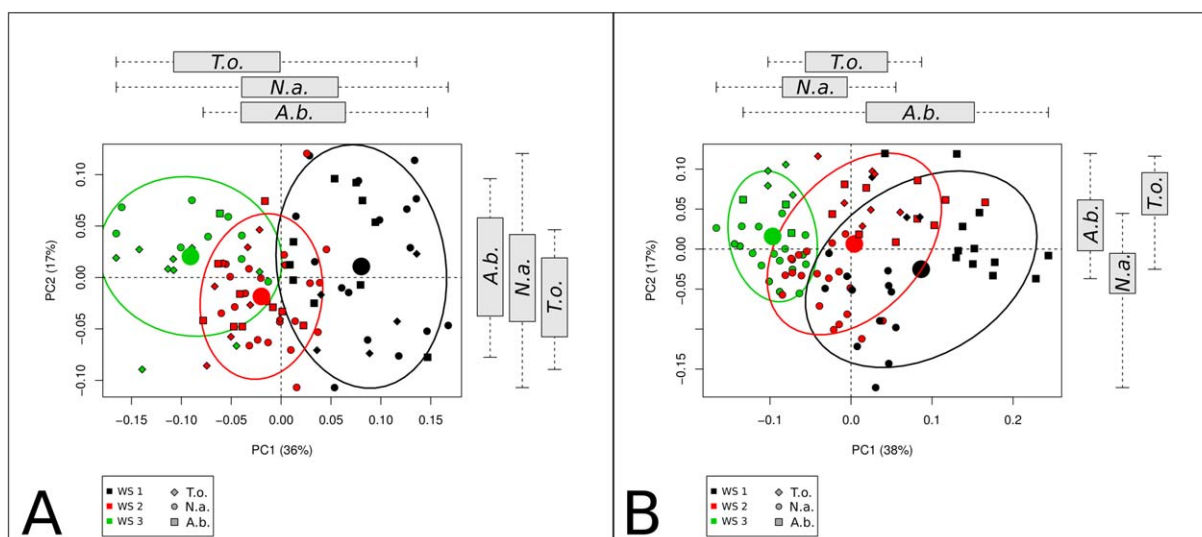 T.o.
N.a.
A.b.
PC2 (17%)
0.10
0.05
0.00
−0.05
−0.10
A.b.
N.a.
T.o.
−0.15 −0.10 −0.05 0.00 0.05 0.10 0.15
PC1 (36%)
A
WS 1 T.o.
WS 2 N.a.
WS 3 A.b.
T.o.
N.a.
A.b.
PC2 (17%)
0.10
0.05
0.00
−0.05
−0.15
A.b.
N.a.
T.o.
−0.1 0.0 0.1 0.2
PC1 (38%)
B
WS 1 T.o.
WS 2 N.a.
WS 3 A.b.